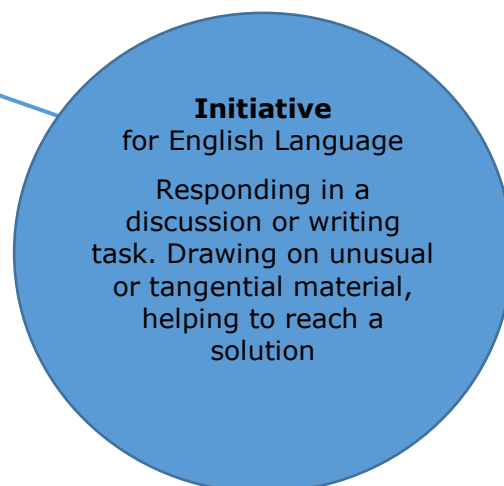 Initiative
for English Language
Responding in a
discussion or writing
task. Drawing on unusual
or tangential material,
helping to reach a
solution